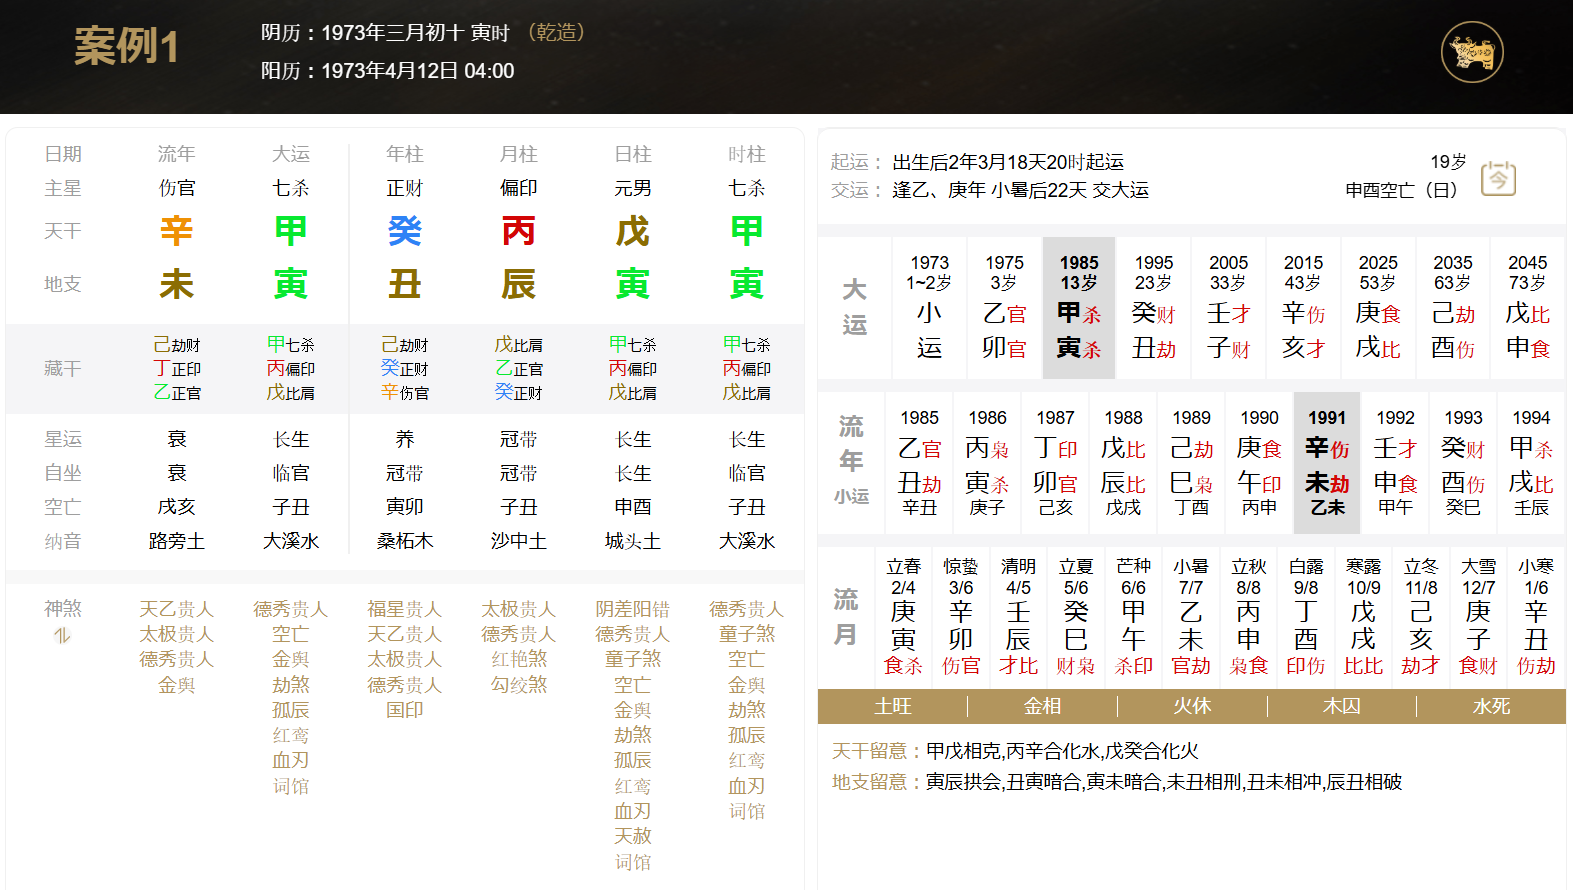 案例1
阴历：1973年三月初十 寅时 （乾造）
阳历：1973年4月12日 04:00
日期 流年 大运 年柱 月柱 日柱 时柱
主星 伤官 七杀 正财 偏印 元男 七杀
天干 辛 甲 癸 丙 戊 甲
地支 未 寅 丑 辰 寅 寅
藏干 己劫财 甲七杀 己劫财 戊比肩 甲七杀 甲七杀
丁正印 丙偏印 癸正财 乙正官 丙偏印 丙偏印
乙正官 戊比肩 辛伤官 癸正财 戊比肩 戊比肩
星运 衰 长生 养 冠带 长生 长生
自坐 衰 临官 冠带 冠带 长生 临官
空亡 戌亥 子丑 寅卯 子丑 申酉 子丑
纳音 路旁土 大溪水 桑柘木 沙中土 城头土 大溪水
神煞 天乙贵人 德秀贵人 福星贵人 太极贵人 阴差阳错 德秀贵人
太极贵人 空亡 天乙贵人 德秀贵人 德秀贵人 童子煞
德秀贵人 金舆 太极贵人 红艳煞 童子煞 空亡
金舆 劫煞 德秀贵人 勾绞煞 空亡 金舆
孤辰 国印 金舆 劫煞
红鸾 劫煞 孤辰
血刃 孤辰 红鸾
词馆 红鸾 血刃
血刃 词馆
天赦
词馆
起运： 出生后2年3月18天20时起运 19岁
今
交运： 逢乙、庚年 小暑后22天 交大运 申酉空亡（日）
大运
1973 1975 1985 1995 2005 2015 2025 2035 2045
1~2岁 3岁 13岁 23岁 33岁 43岁 53岁 63岁 73岁
小 乙官 甲杀 癸财 壬才 辛伤 庚食 己劫 戊比
运 卯官 寅杀 丑劫 子财 亥才 戌比 酉伤 申食
流年
小运
1985 1986 1987 1988 1989 1990 1991 1992 1993 1994
乙官 丙枭 丁印 戊比 己劫 庚食 辛伤 壬才 癸财 甲杀
丑劫 寅杀 卯官 辰比 巳枭 午印 未劫 申食 酉伤 戌比
辛丑 庚子 己亥 戊戌 丁酉 丙申 乙未 甲午 癸巳 壬辰
流月
立春 惊蛰 清明 立夏 芒种 小暑 立秋 白露 寒露 立冬 大雪 小寒
2/4 3/6 4/5 5/6 6/6 7/7 8/8 9/8 10/9 11/8 12/7 1/6
庚 辛 壬 癸 甲 乙 丙 丁 戊 己 庚 辛
寅 卯 辰 巳 午 未 申 酉 戌 亥 子 丑
食杀 伤官 才比 财枭 杀印 官劫 枭食 印伤 比比 劫才 食财 伤劫
土旺 金相 火休 木囚 水死
天干留意：甲戊相克,丙辛合化水,戊癸合化火
地支留意：寅辰拱会,丑寅暗合,寅未暗合,未丑相刑,丑未相冲,辰丑相破